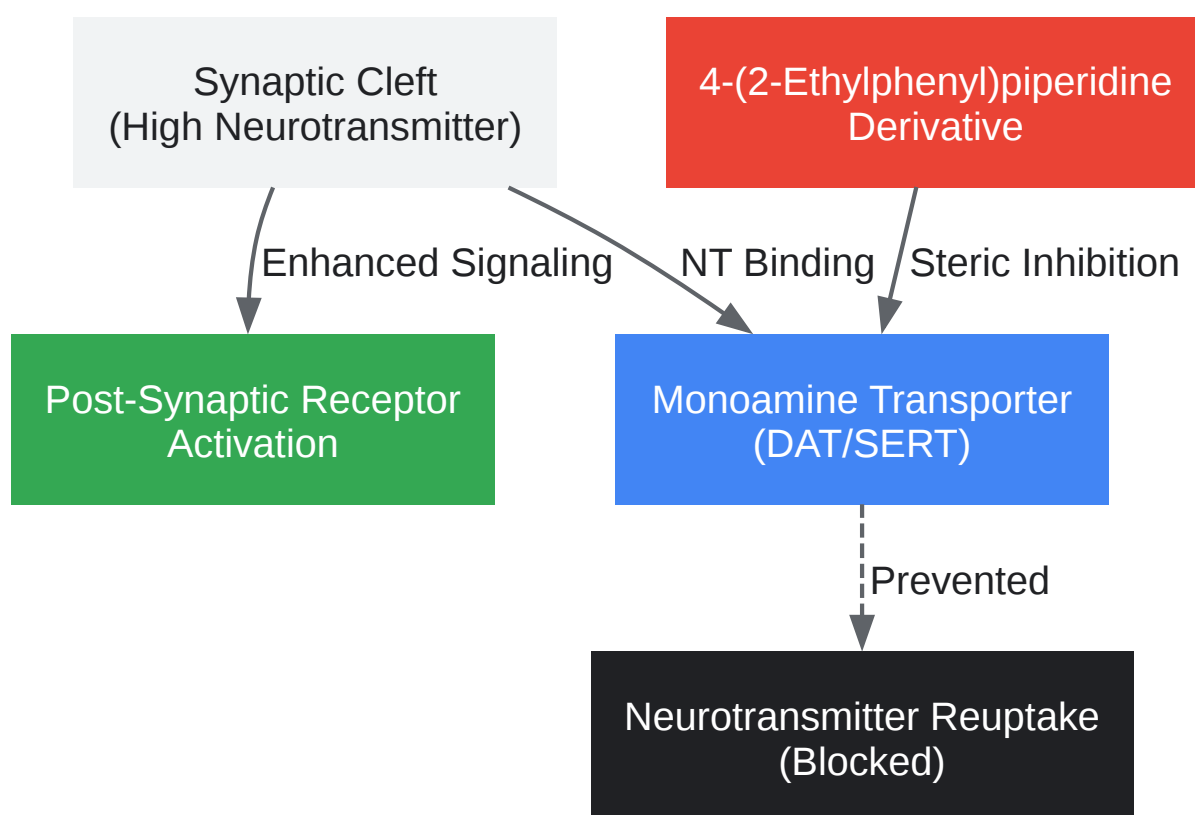 Synaptic Cleft
(High Neurotransmitter)
4-(2-Ethylphenyl)piperidine
Derivative
Enhanced Signaling
NT Binding
Steric Inhibition
Post-Synaptic Receptor
Activation
Monoamine Transporter
(DAT/SERT)
Prevented
Neurotransmitter Reuptake
(Blocked)